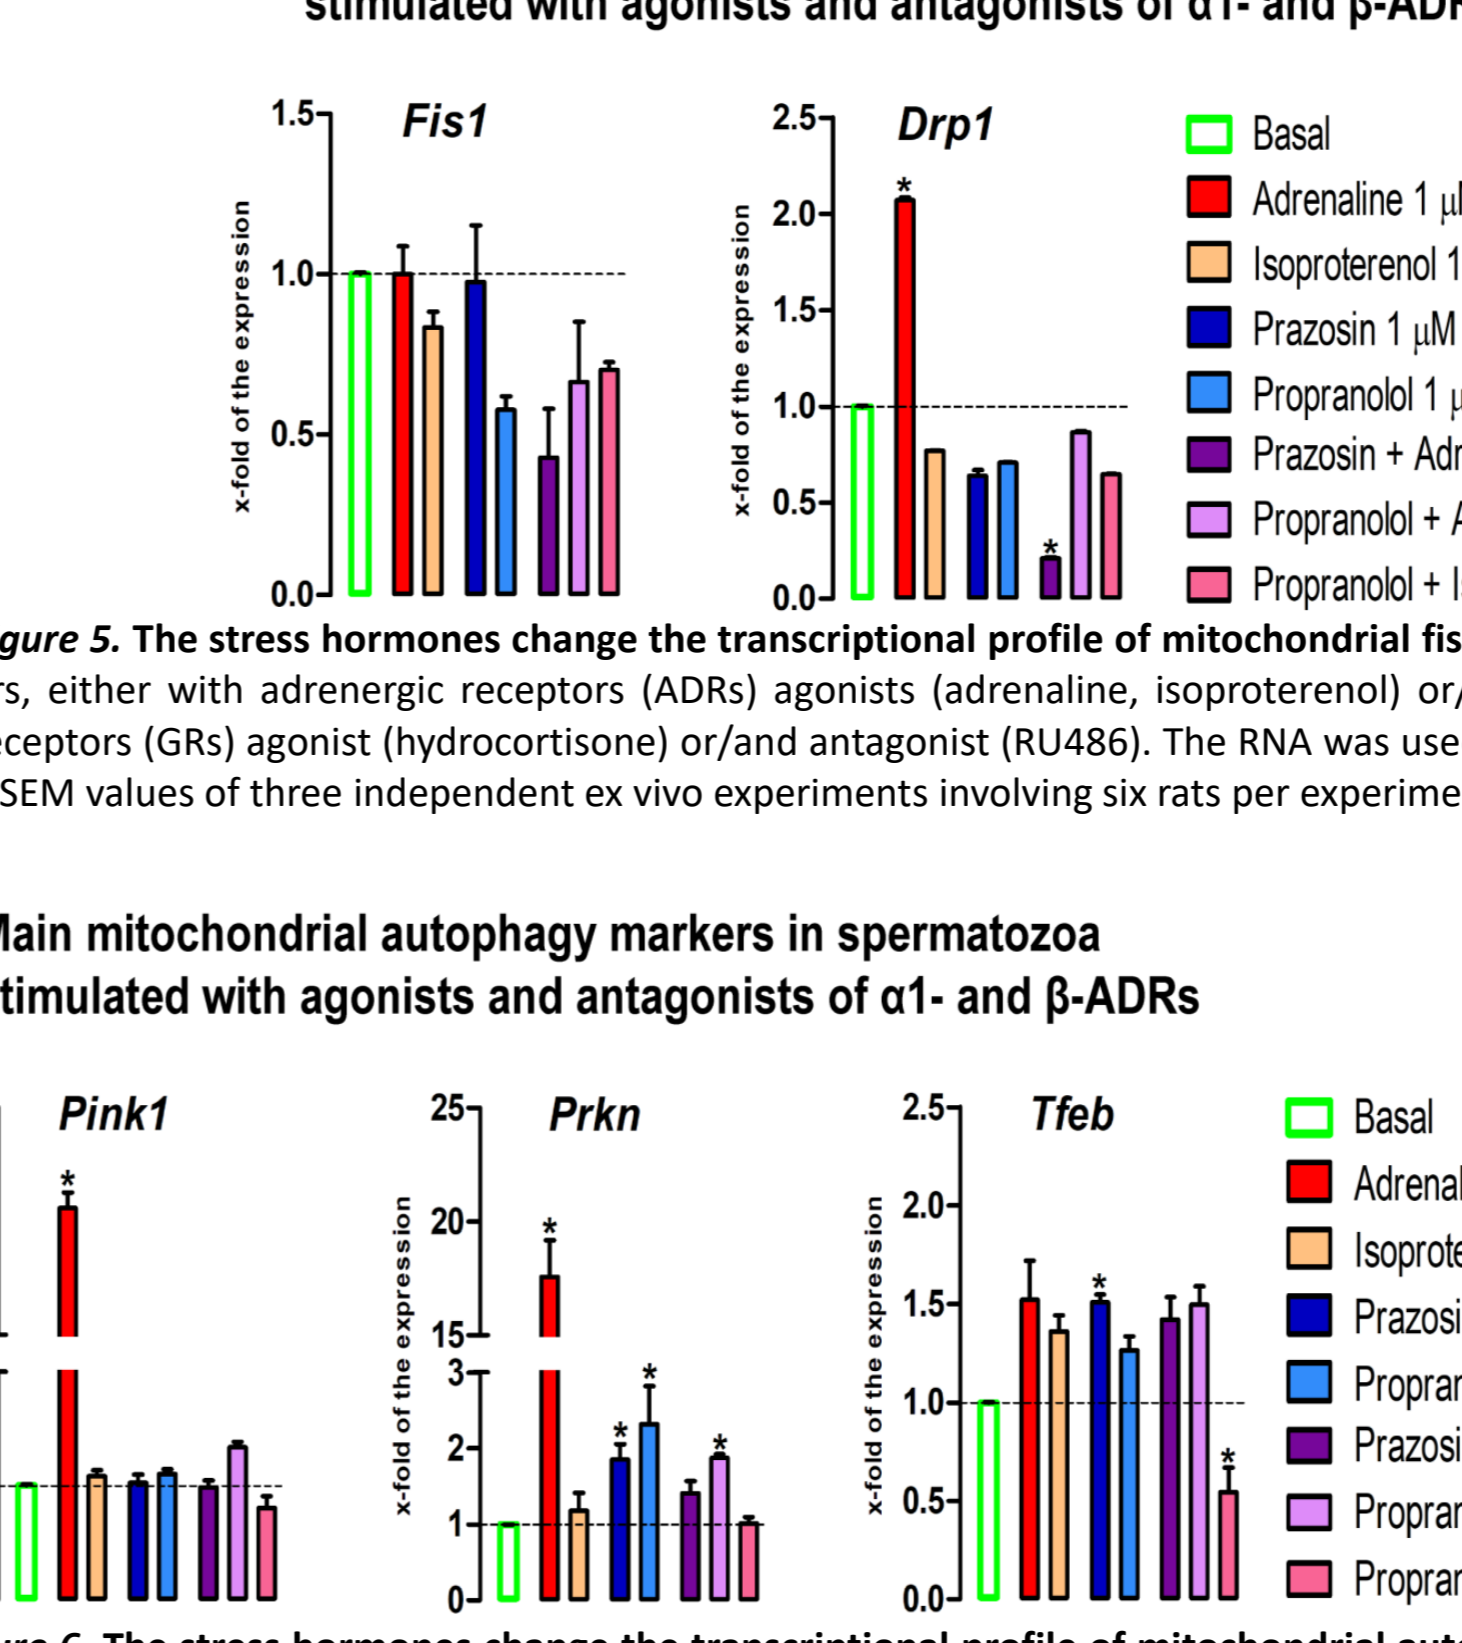 stimulated with agonists and antagonists of α1- and β-ADR
Fis1
1.5
1.0
0.5
0.0
x-fold of the expression
Drp1
2.5
2.0
1.5
1.0
0.5
0.0
x-fold of the expression
*
*
Basal
Adrenaline 1 μM
Isoproterenol 1
Prazosin 1 μM
Propranolol 1 μ
Prazosin + Adr
Propranolol + A
Propranolol + Is
gure 5. The stress hormones change the transcriptional profile of mitochondrial fis
rs, either with adrenergic receptors (ADRs) agonists (adrenaline, isoproterenol) or/
eceptors (GRs) agonist (hydrocortisone) or/and antagonist (RU486). The RNA was use
SEM values of three independent ex vivo experiments involving six rats per experime
Main mitochondrial autophagy markers in spermatozoa
timulated with agonists and antagonists of α1- and β-ADRs
Pink1
*
Prkn
25
20
15
3
2
1
0
x-fold of the expression
*
*
*
*
Tfeb
2.5
2.0
1.5
1.0
0.5
0.0
x-fold of the expression
*
*
Basal
Adrenal
Isoprote
Prazosi
Propran
Prazosi
Propran
Propran
ure 6. The stress hormones change the transcriptional profile of mitochondrial auto